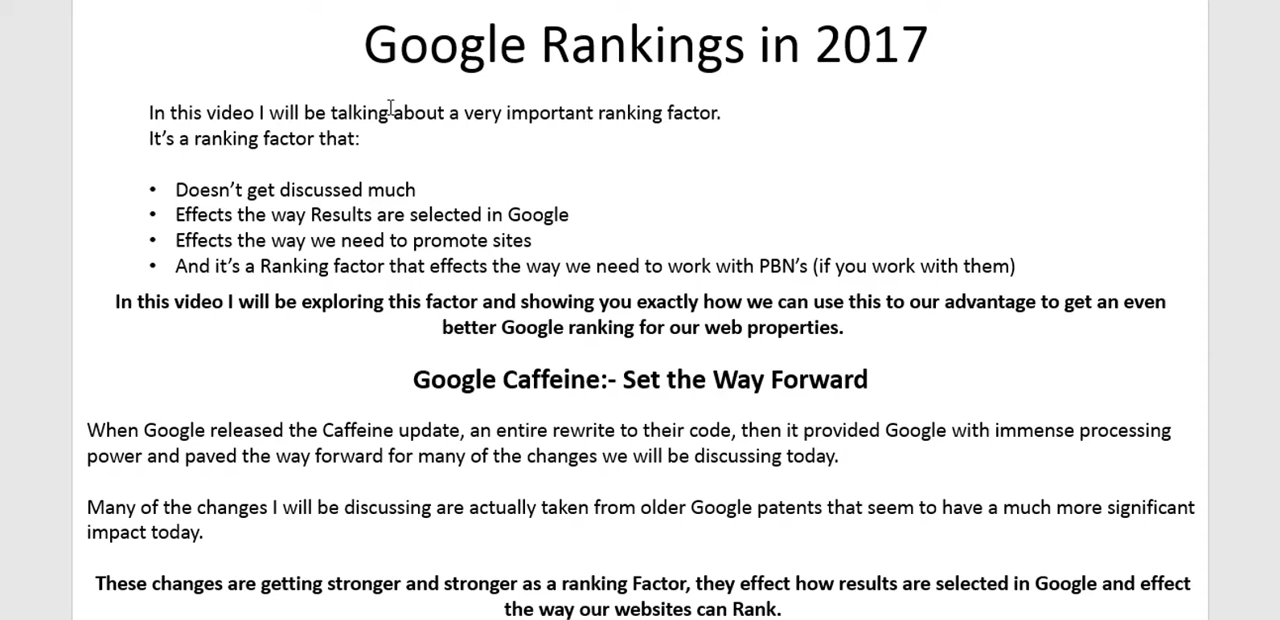 Google Rankings in 2017
In this video I will be talking about a very important ranking factor.
It's a ranking factor that:
• Doesn't get discussed much
• Effects the way Results are selected in Google
• Effects the way we need to promote sites
• And it's a Ranking factor that effects the way we need to work with PBN's (if you work with them)
In this video I will be exploring this factor and showing you exactly how we can use this to our advantage to get an even
better Google ranking for our web properties.
Google Caffeine:- Set the Way Forward
When Google released the Caffeine update, an entire rewrite to their code, then it provided Google with immense processing
power and paved the way forward for many of the changes we will be discussing today.
Many of the changes I will be discussing are actually taken from older Google patents that seem to have a much more significant
impact today.
These changes are getting stronger and stronger as a ranking Factor, they effect how results are selected in Google and effect
the way our websites can Rank.